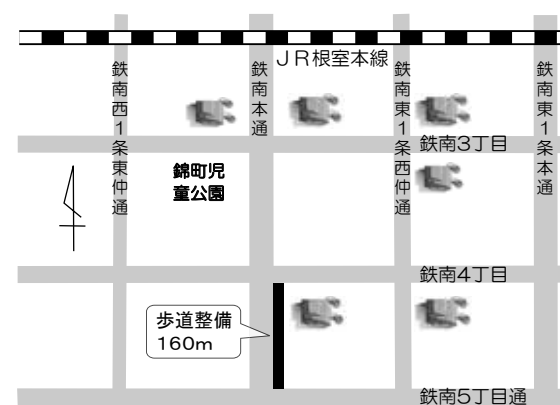 ＪＲ根室本線
鉄南西１条東仲通
鉄南本通
鉄南東１条西仲通
鉄南東１条本通
鉄南3丁目
錦町児
童公園
鉄南4丁目
歩道整備
160m
鉄南5丁目通